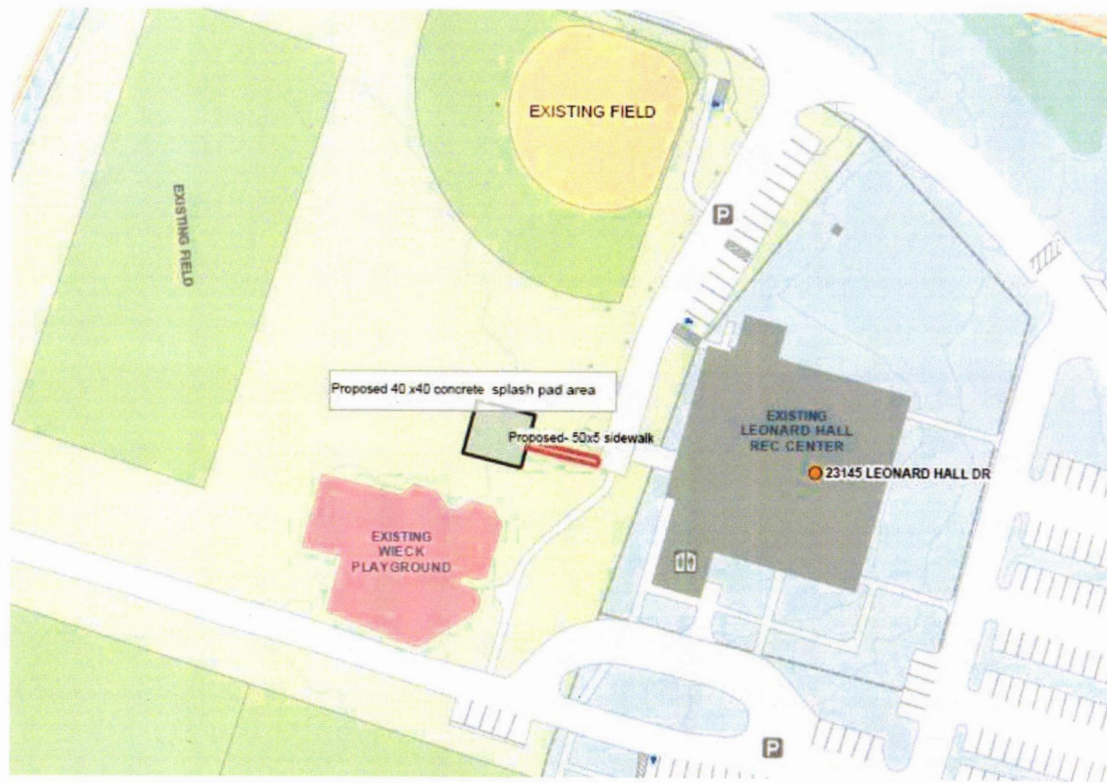 EXISTING FIELD
P
EXISTING FIELD
Proposed 40 x40 concrete splash pad area
Proposed- 50x5 sidewalk
EXISTING
LEONARD HALL
REC CENTER
23145 LEONARD HALL DR
EXISTING
WIECK
PLAYGROUND
P